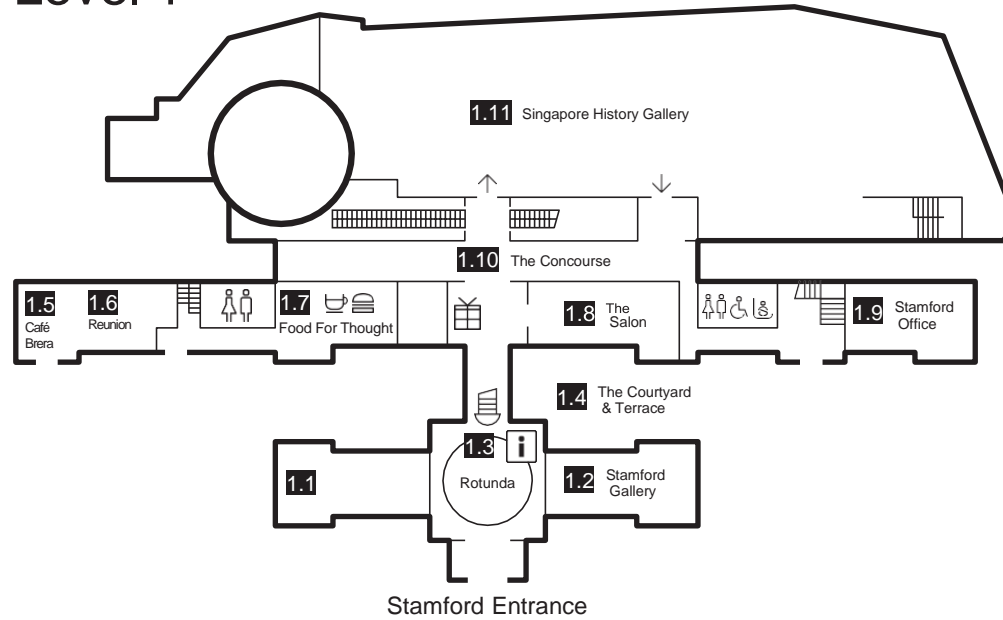 1.11 Singapore History Gallery
1.10 The Concourse
1.5
Café
Brera
1.6
Reunion
1.7
Food For Thought
1.8 The
Salon
1.9 Stamford
Office
1.4 The Courtyard
& Terrace
1.3
i
Rotunda
1.1
1.2 Stamford
Gallery
Stamford Entrance